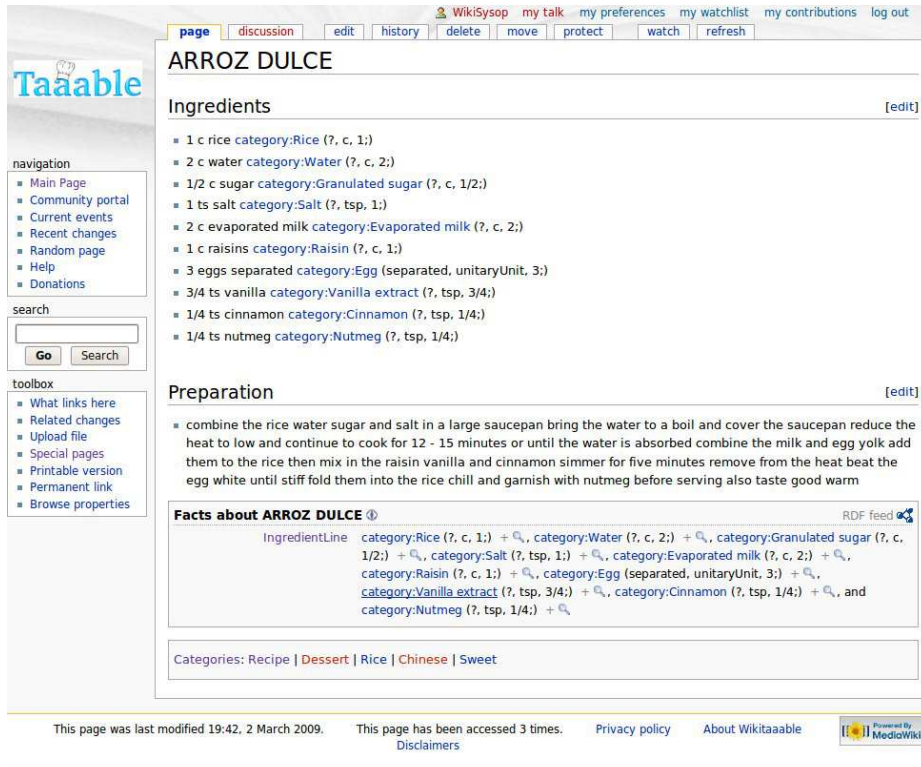 WikiSysop my talk my preferences my watchlist my contributions log out
page discussion edit history delete move protect watch refresh
Taaable
ARROZ DULCE
Ingredients [edit]
1 c rice category:Rice (?, c, 1;)
2 c water category:Water (?, c, 2;)
1/2 c sugar category:Granulated sugar (?, c, 1/2;)
1 ts salt category:Salt (?, tsp, 1;)
2 c evaporated milk category:Evaporated milk (?, c, 2;)
1 c raisins category:Raisin (?, c, 1;)
3 eggs separated category:Egg (separated, unitaryUnit, 3;)
3/4 ts vanilla category:Vanilla extract (?, tsp, 3/4;)
1/4 ts cinnamon category:Cinnamon (?, tsp, 1/4;)
1/4 ts nutmeg category:Nutmeg (?, tsp, 1/4;)
navigation
Main Page
Community portal
Current events
Recent changes
Random page
Help
Donations
search
Go Search
toolbox
What links here
Related changes
Upload file
Special pages
Printable version
Permanent link
Browse properties
Preparation [edit]
combine the rice water sugar and salt in a large saucepan bring the water to a boil and cover the saucepan reduce the
heat to low and continue to cook for 12 - 15 minutes or until the water is absorbed combine the milk and egg yolk add
them to the rice then mix in the raisin vanilla and cinnamon simmer for five minutes remove from the heat beat the
egg white until stiff fold them into the rice chill and garnish with nutmeg before serving also taste good warm
Facts about ARROZ DULCE RDF feed
IngredientLine category:Rice (?, c, 1;) + , category:Water (?, c, 2;) + , category:Granulated sugar (?, c,
1/2;) + , category:Salt (?, tsp, 1;) + , category:Evaporated milk (?, c, 2;) + ,
category:Raisin (?, c, 1;) + , category:Egg (separated, unitaryUnit, 3;) + ,
category:Vanilla extract (?, tsp, 3/4;) + , category:Cinnamon (?, tsp, 1/4;) + , and
category:Nutmeg (?, tsp, 1/4;) +
Categories: Recipe | Dessert | Rice | Chinese | Sweet
This page was last modified 19:42, 2 March 2009. This page has been accessed 3 times. Privacy policy About Wikitaaable
Disclaimers
Powered By
MediaWiki